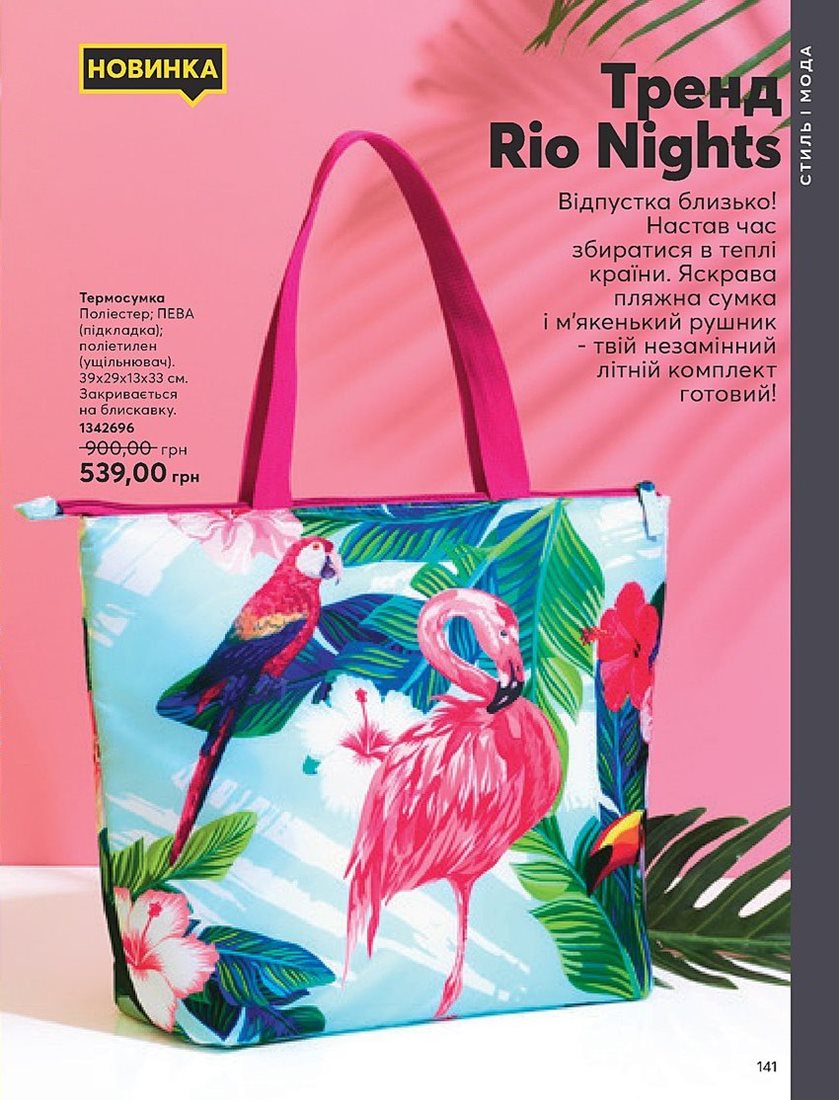 НОВИНКА
Тренд
Rio Nights
Відпустка близько!
Настав час
збиратися в теплі
країни. Яскрава
пляжна сумка
і м'якенький рушник
- твій незамінний
літній комплект
готовий!
СТИЛЬ І МОДА
Термосумка
Поліестер; ПЕВА
(підкладка);
поліетилен
(ущільнювач).
39x29x13x33 см.
Закривається
на блискавку.
1342696
900,00 грн
539,00 грн
141